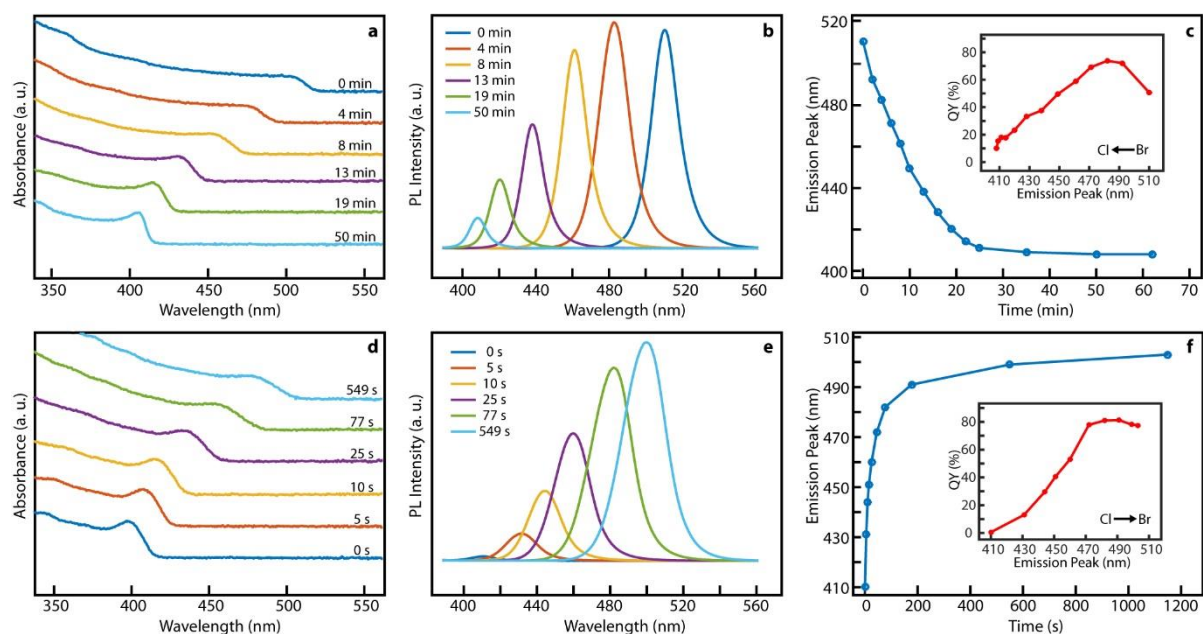 a
0 min
4 min
8 min
13 min
19 min
50 min
Absorbance (a. u.)
350 400 450 500 550
Wavelength (nm)
b
0 min
4 min
8 min
13 min
19 min
50 min
PL Intensity (a. u.)
400 440 480 520 560
Wavelength (nm)
c
520
480
440
400
Emission Peak (nm)
0 10 20 30 40 50 60 70
Time (min)
80
60
40
20
0
QY (%)
Cl Br
410 430 450 470 490 510
Emission Peak (nm)
d
549 s
77 s
25 s
10 s
5 s
0 s
Absorbance (a. u.)
350 400 450 500 550
Wavelength (nm)
e
0 s
5 s
10 s
25 s
77 s
549 s
PL Intensity (a. u.)
400 440 480 520 560
Wavelength (nm)
f
510
490
470
450
430
410
Emission Peak (nm)
0 200 400 600 800 1000 1200
Time (s)
80
60
40
20
0
QY (%)
Cl Br
410 430 450 470 490 510
Emission Peak (nm)